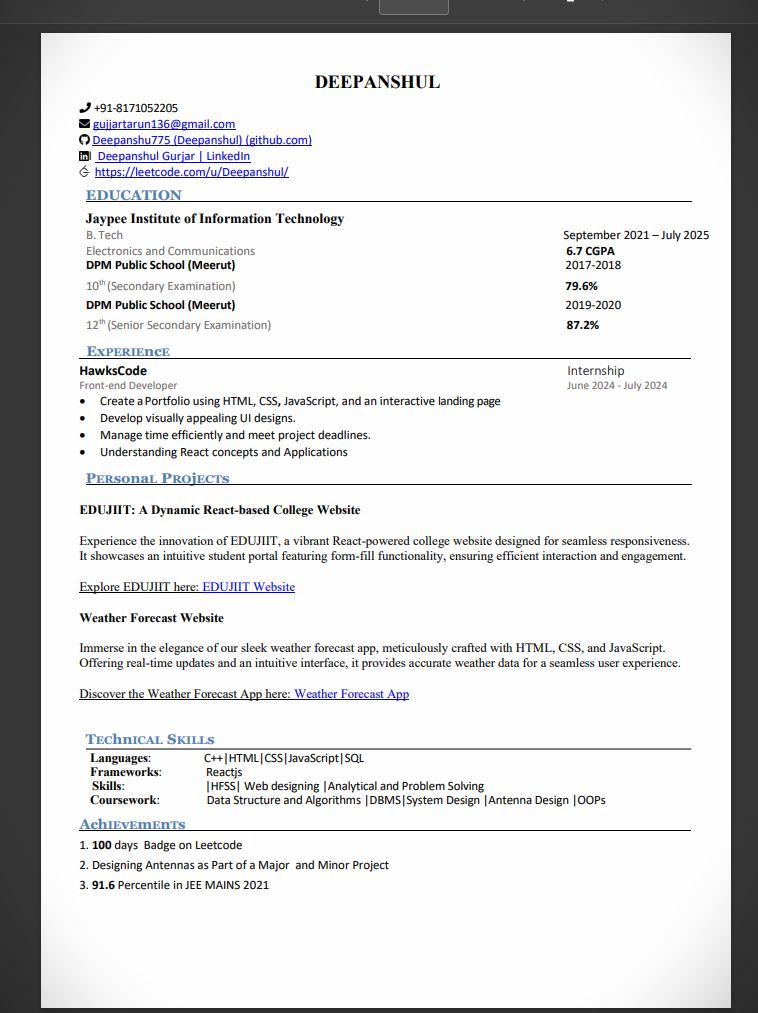 DEEPANSHUL
+91-8171052205
gujjartarun136@gmail.com
Deepanshu775 (Deepanshul) (github.com)
Deepanshul Gurjar | LinkedIn
https://leetcode.com/u/Deepanshul/
EDUCATION
Jaypee Institute of Information Technology
B. Tech September 2021 – July 2025
Electronics and Communications 6.7 CGPA
DPM Public School (Meerut) 2017-2018
10th (Secondary Examination) 79.6%
DPM Public School (Meerut) 2019-2020
12th (Senior Secondary Examination) 87.2%
ExPERIEncE
HawksCode Internship
Front-end Developer June 2024 - July 2024
• Create a Portfolio using HTML, CSS, JavaScript, and an interactive landing page
• Develop visually appealing UI designs.
• Manage time efficiently and meet project deadlines.
• Understanding React concepts and Applications
PERsonaL PRojEcTs
EDUJIIT: A Dynamic React-based College Website
Experience the innovation of EDUJIIT, a vibrant React-powered college website designed for seamless responsiveness.
It showcases an intuitive student portal featuring form-fill functionality, ensuring efficient interaction and engagement.
Explore EDUJIIT here: EDUJIIT Website
Weather Forecast Website
Immerse in the elegance of our sleek weather forecast app, meticulously crafted with HTML, CSS, and JavaScript.
Offering real-time updates and an intuitive interface, it provides accurate weather data for a seamless user experience.
Discover the Weather Forecast App here: Weather Forecast App
TEchnIcAL SkILLs
Languages: C++|HTML|CSS|JavaScript|SQL
Frameworks: Reactjs
Skills: |HFSS| Web designing |Analytical and Problem Solving
Coursework: Data Structure and Algorithms |DBMS|System Design |Antenna Design |OOPs
AchIEvEmEnTs
1. 100 days Badge on Leetcode
2. Designing Antennas as Part of a Major and Minor Project
3. 91.6 Percentile in JEE MAINS 2021